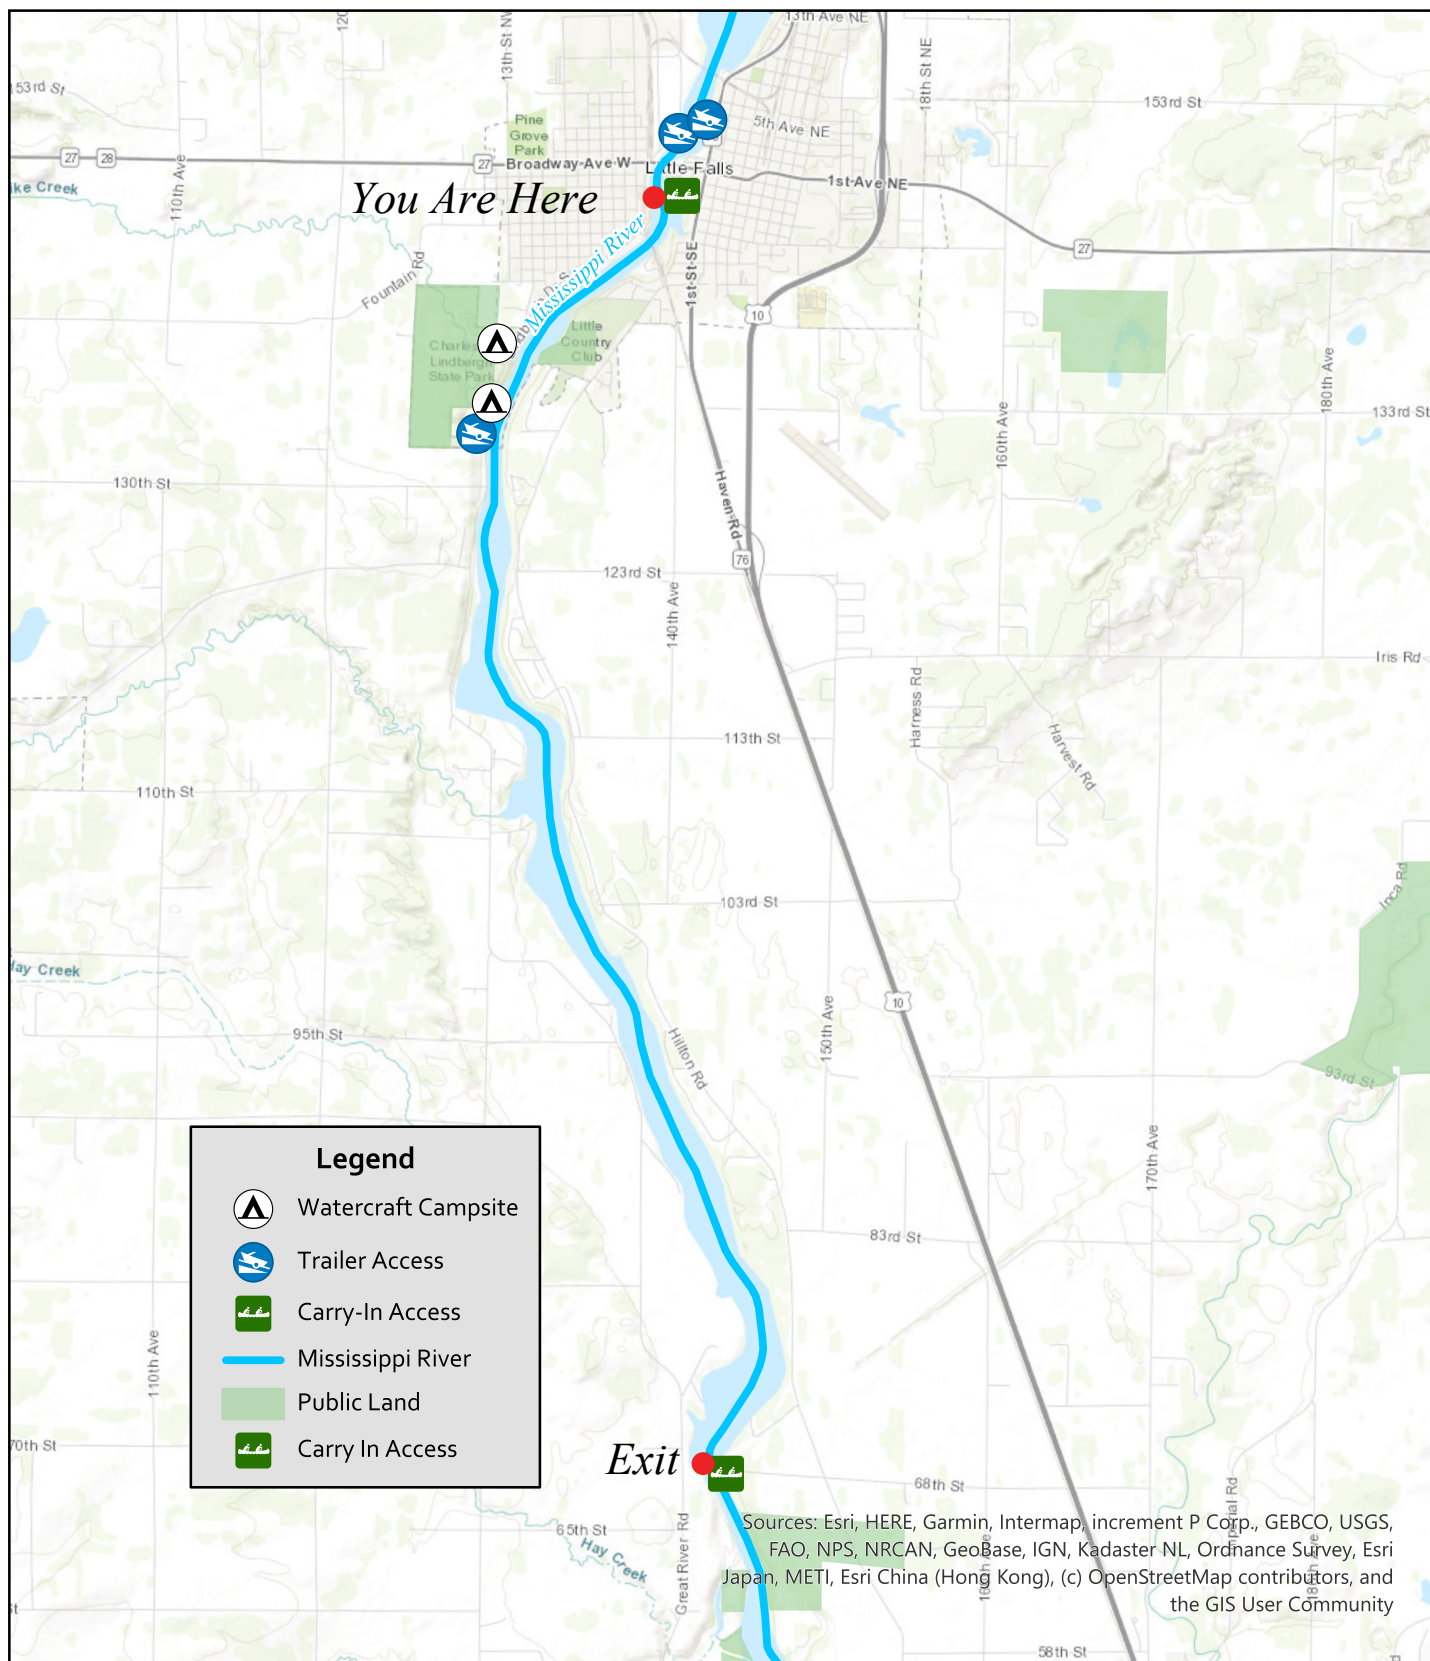 120
13th St NW
13th Ave NE
18th St NE
153rd St
153rd St
Pine
Grove
Park
5th Ave NE
27
28
27
Broadway Ave W
Little Falls
110th Ave
1st Ave NE
You Are Here
Mississippi River
27
Fountain Rd
1st St SE
10
Little
Country
Club
Lindbergh
State Park
180th Ave
133rd St
160th Ave
130th St
Haven Rd
76
123rd St
140th Ave
Iris Rd
Harness Rd
Harvest Rd
113th St
110th St
103rd St
Inca Rd
Hay Creek
10
150th Ave
95th St
Hillton Rd
93rd St
170th Ave
83rd St
110th Ave
Legend
Watercraft Campsite
Trailer Access
Carry-In Access
Mississippi River
Public Land
Carry In Access
70th St
Exit
68th St
65th St
Hay Creek
Great River Rd
Sources: Esri, HERE, Garmin, Intermap, increment P Corp., GEBCO, USGS,
FAO, NPS, NRCAN, GeoBase, IGN, Kadaster NL, Ordnance Survey, Esri
Japan, METI, Esri China (Hong Kong), (c) OpenStreetMap contributors, and
the GIS User Community
58th St